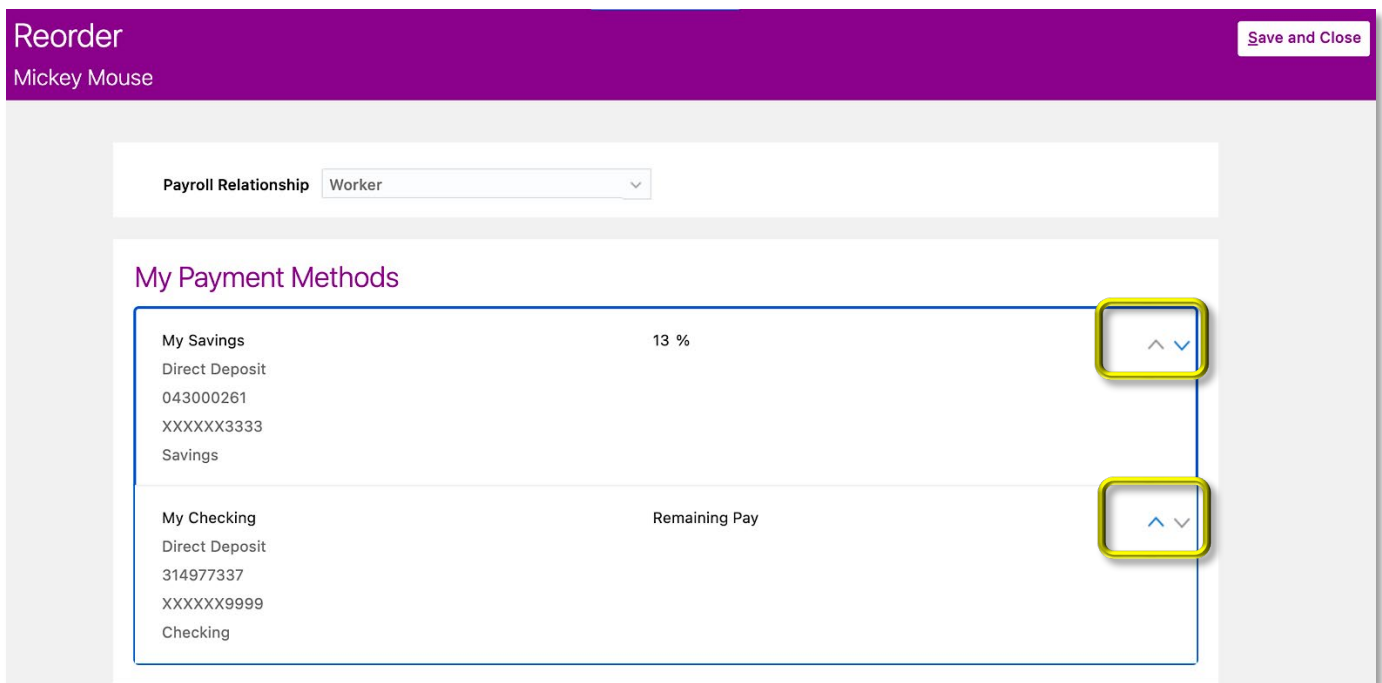 Reorder
Save and Close
Mickey Mouse
Payroll Relationship Worker
My Payment Methods
My Savings 13 %
Direct Deposit
043000261
XXXXXX3333
Savings
My Checking Remaining Pay
Direct Deposit
314977337
XXXXXX9999
Checking